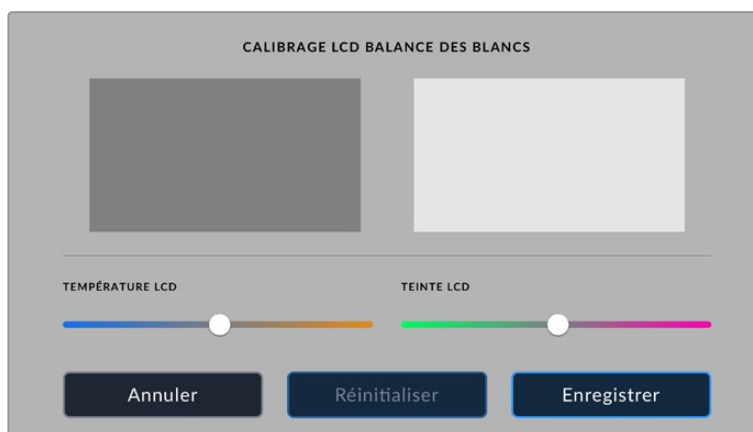 CALIBRAGE LCD BALANCE DES BLANCS
TEMPÉRATURE LCD
TEINTE LCD
Annuler
Réinitialiser
Enregistrer